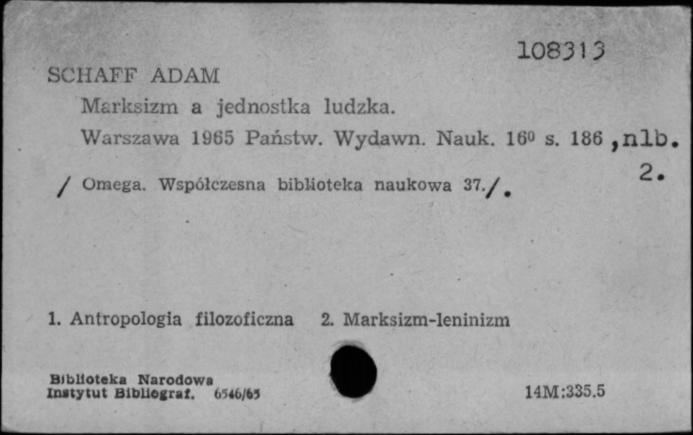 108313
SCHAFF ADAM
Marksizm a jednostka ludzka.
Warszawa 1965 Państw. Wydawn. Nauk. 16⁰ s. 186 ,nlb.
2.
/ Omega. Współczesna biblioteka naukowa 37./.
1. Antropologia filozoficzna 2. Marksizm-leninizm
Biblioteka Narodowa
Instytut Bibliograf. 6546/65
14M:335.5